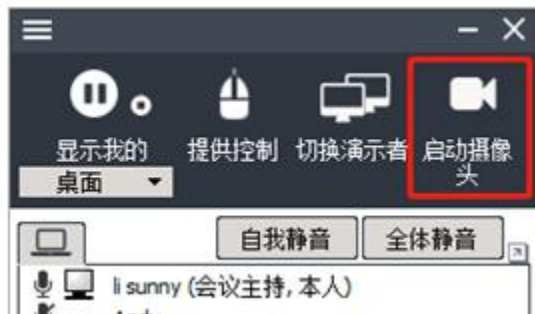 显示我的
桌面
提供控制
切换演示者
启动摄像
头
自我静音
全体静音
li sunny (会议主持, 本人)